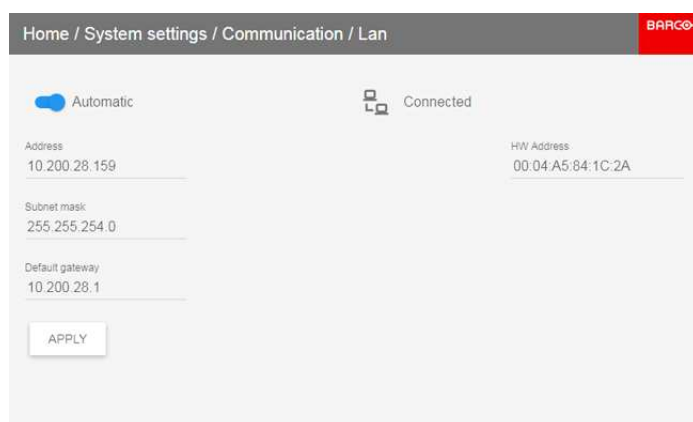 Home / System settings / Communication / Lan
BARCO
Automatic
Connected
Address
10.200.28.159
HW Address
00:04:A5:84:1C:2A
Subnet mask
255.255.254.0
Default gateway
10.200.28.1
APPLY